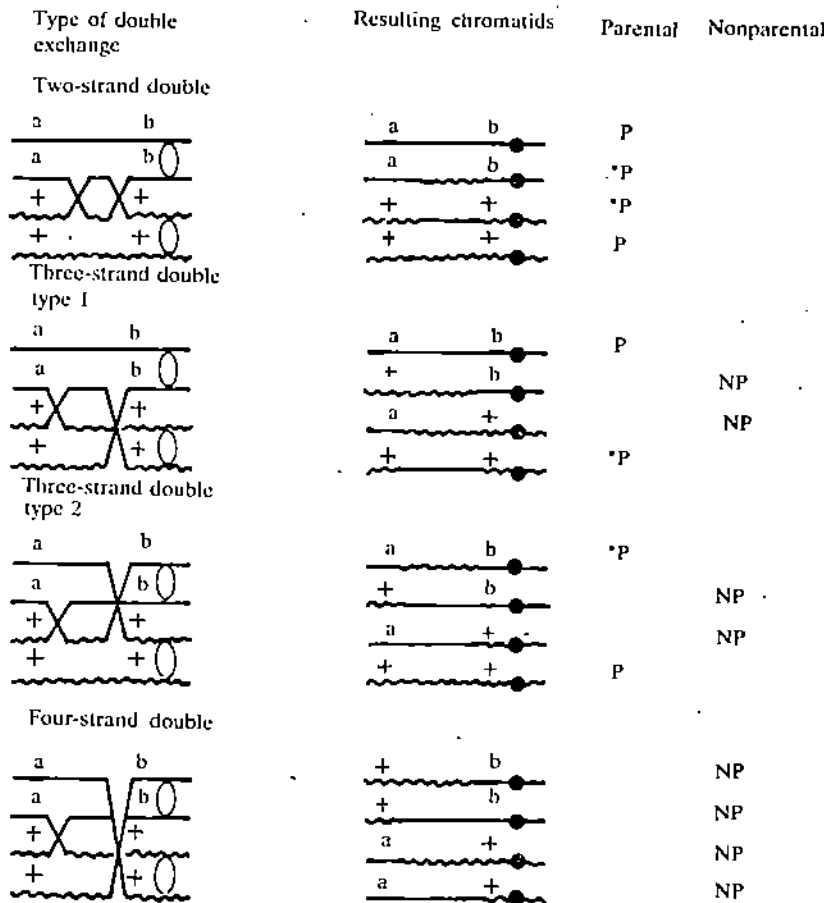 Type of double Resulting chromatids Parental Nonparental
exchange
Two-strand double
a b a b P
a b a b *P
+ + + + *P
+ + + + P
Three-strand double
type 1
a b a b P
a b + b NP
+ + a + NP
+ + + + *P
Three-strand double
type 2
a b a b *P
a b + b NP
+ + a + NP
+ + + + P
Four-strand double
a b + b NP
a b + b NP
+ + a + NP
+ + a + NP